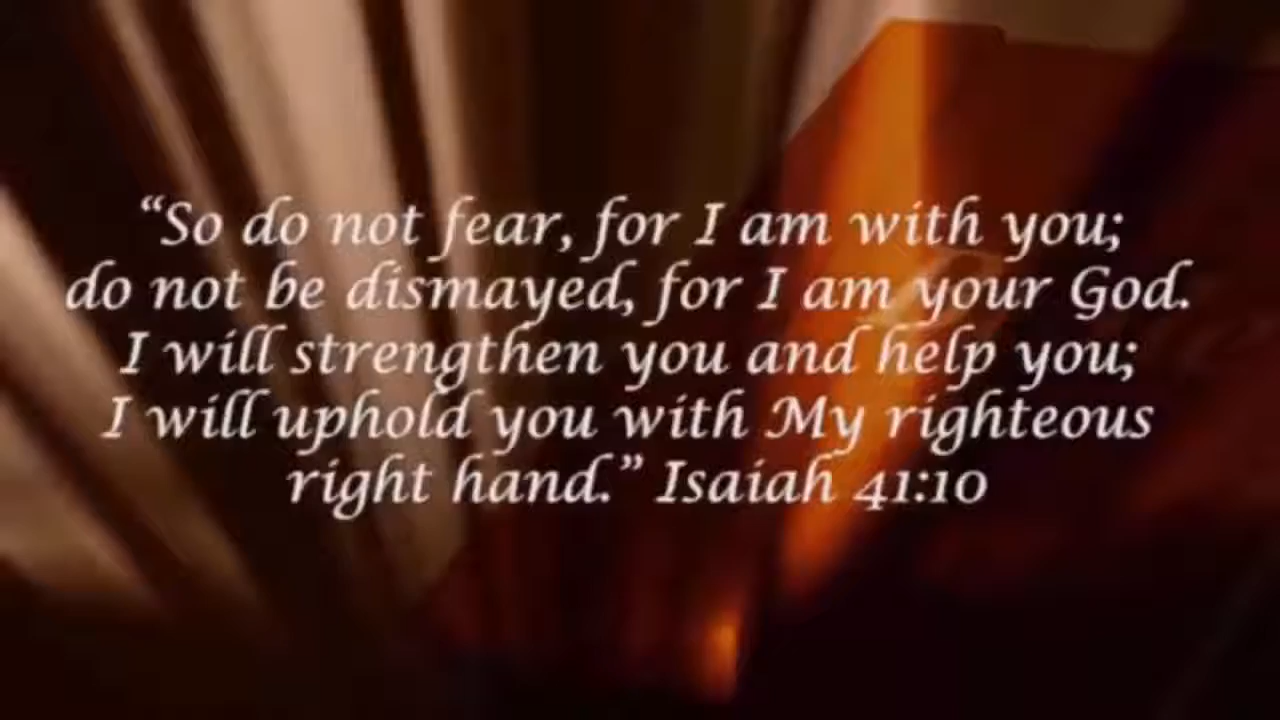 “So do not fear, for I am with you;
do not be dismayed, for I am your God.
I will strengthen you and help you;
I will uphold you with My righteous
right hand.” Isaiah 41:10